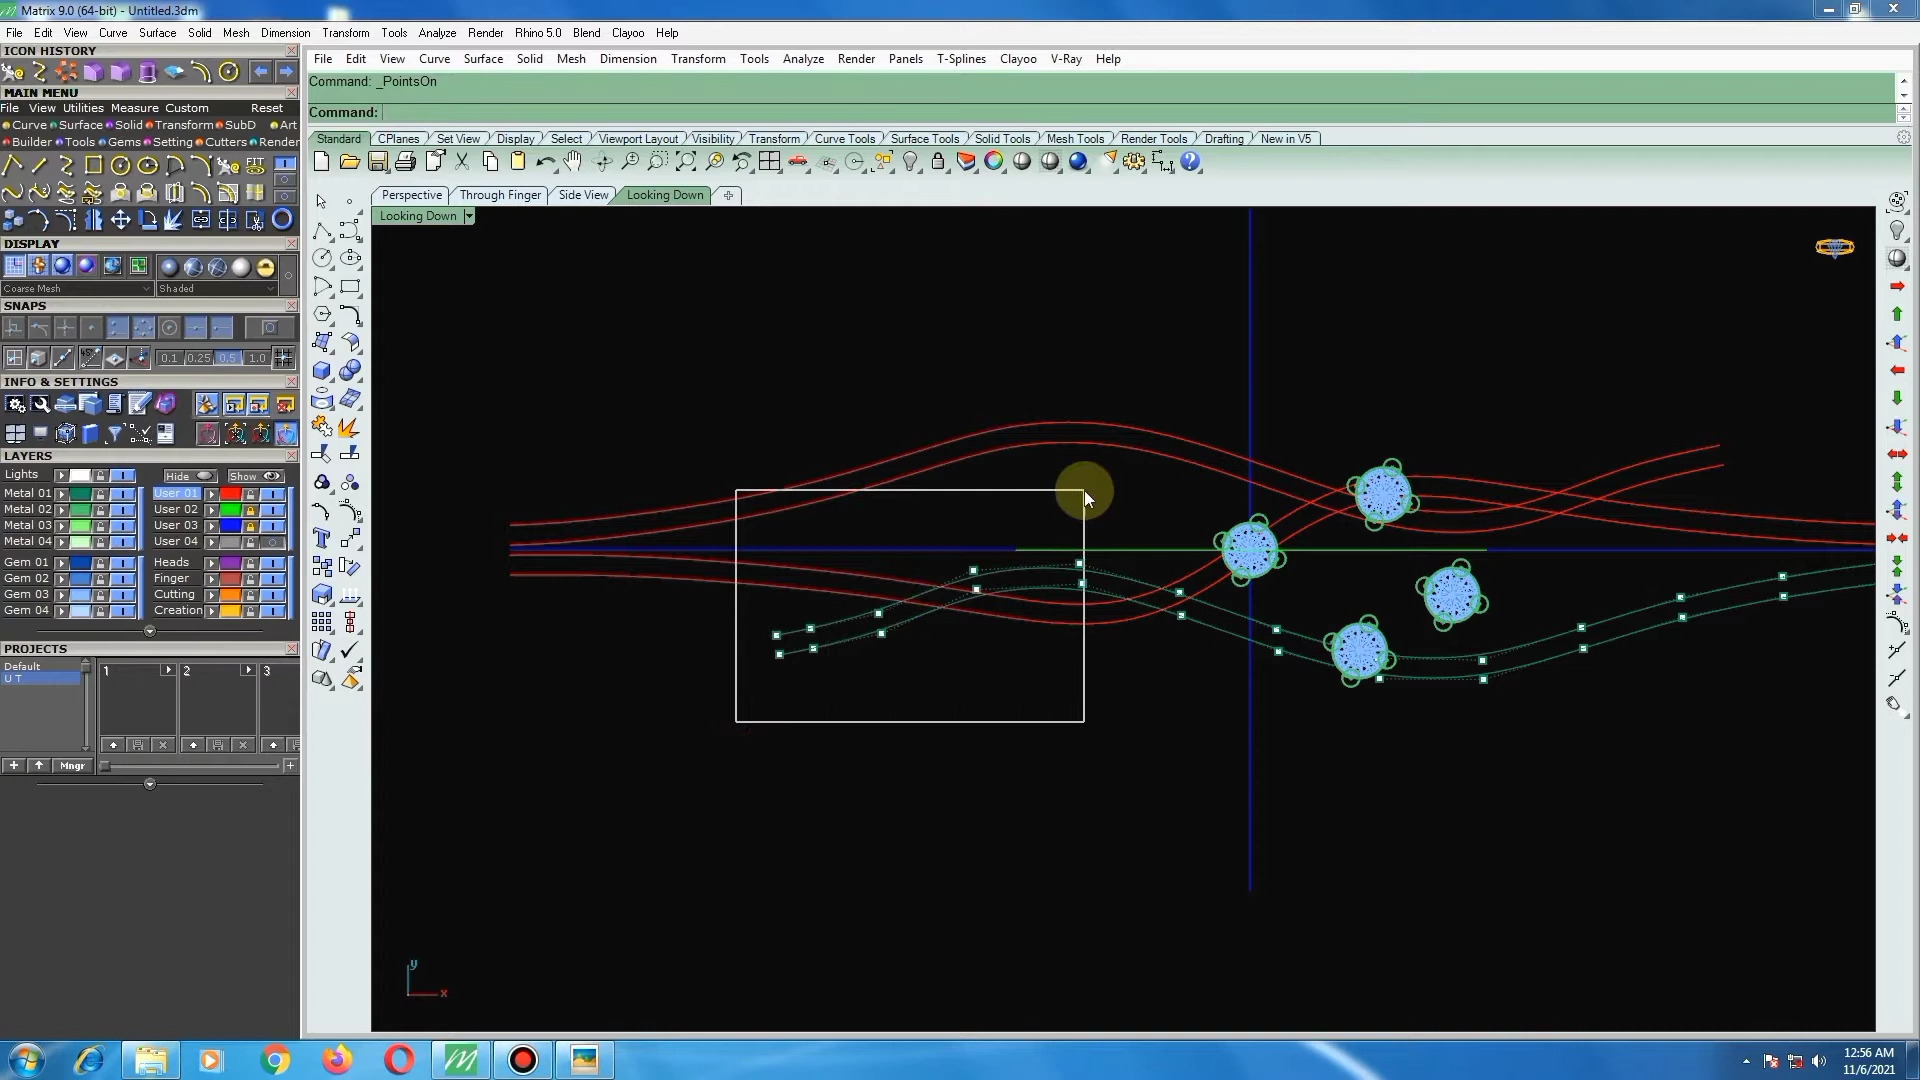 Matrix 9.0 (64-bit) - Untitled.3dm
File Edit View Curve Surface Solid Mesh Dimension Transform Tools Analyze Render Rhino 5.0 Blend Clayoo Help
ICON HISTORY
MAIN MENU
File View Utilities Measure Custom Reset
Curve Surface Solid Transform SubD Art
Builder Tools Gems Setting Cutters Render
FIT
DISPLAY
Coarse Mesh Shaded
SNAPS
0.1 0.25 0.5 1.0
INFO & SETTINGS
LAYERS
Lights Hide Show
Metal 01 User 01
Metal 02 User 02
Metal 03 User 03
Metal 04 User 04
Gem 01 Heads
Gem 02 Finger
Gem 03 Cutting
Gem 04 Creation
PROJECTS
Default
U T
1 2 3
Mngr
File Edit View Curve Surface Solid Mesh Dimension Transform Tools Analyze Render Panels T-Splines Clayoo V-Ray Help
Command: _PointsOn
Command:
Standard CPlanes Set View Display Select Viewport Layout Visibility Transform Curve Tools Surface Tools Solid Tools Mesh Tools Render Tools Drafting New in V5
Perspective Through Finger Side View Looking Down
Looking Down
y
x
12:56 AM
11/6/2021